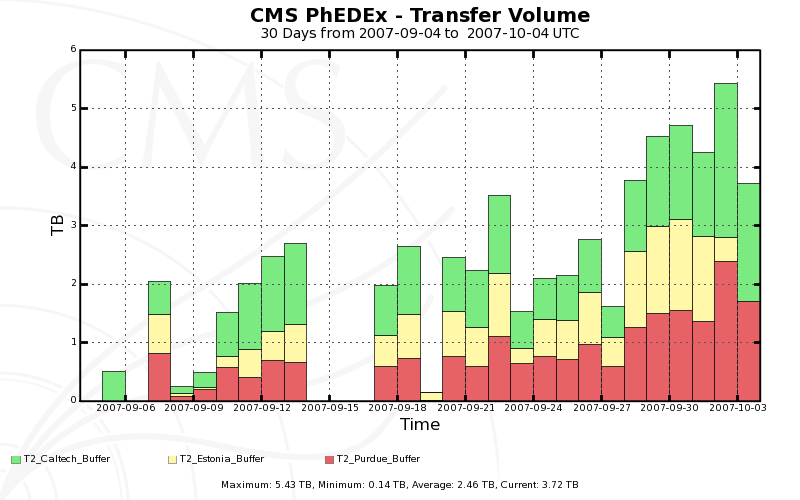 CMS PhEDEx - Transfer Volume
30 Days from 2007-09-04 to 2007-10-04 UTC
CMS
6
5
4
3
2
1
0
TB
2007-09-06 2007-09-09 2007-09-12 2007-09-15 2007-09-18 2007-09-21 2007-09-24 2007-09-27 2007-09-30 2007-10-03
Time
T2_Caltech_Buffer T2_Estonia_Buffer T2_Purdue_Buffer
Maximum: 5.43 TB, Minimum: 0.14 TB, Average: 2.46 TB, Current: 3.72 TB